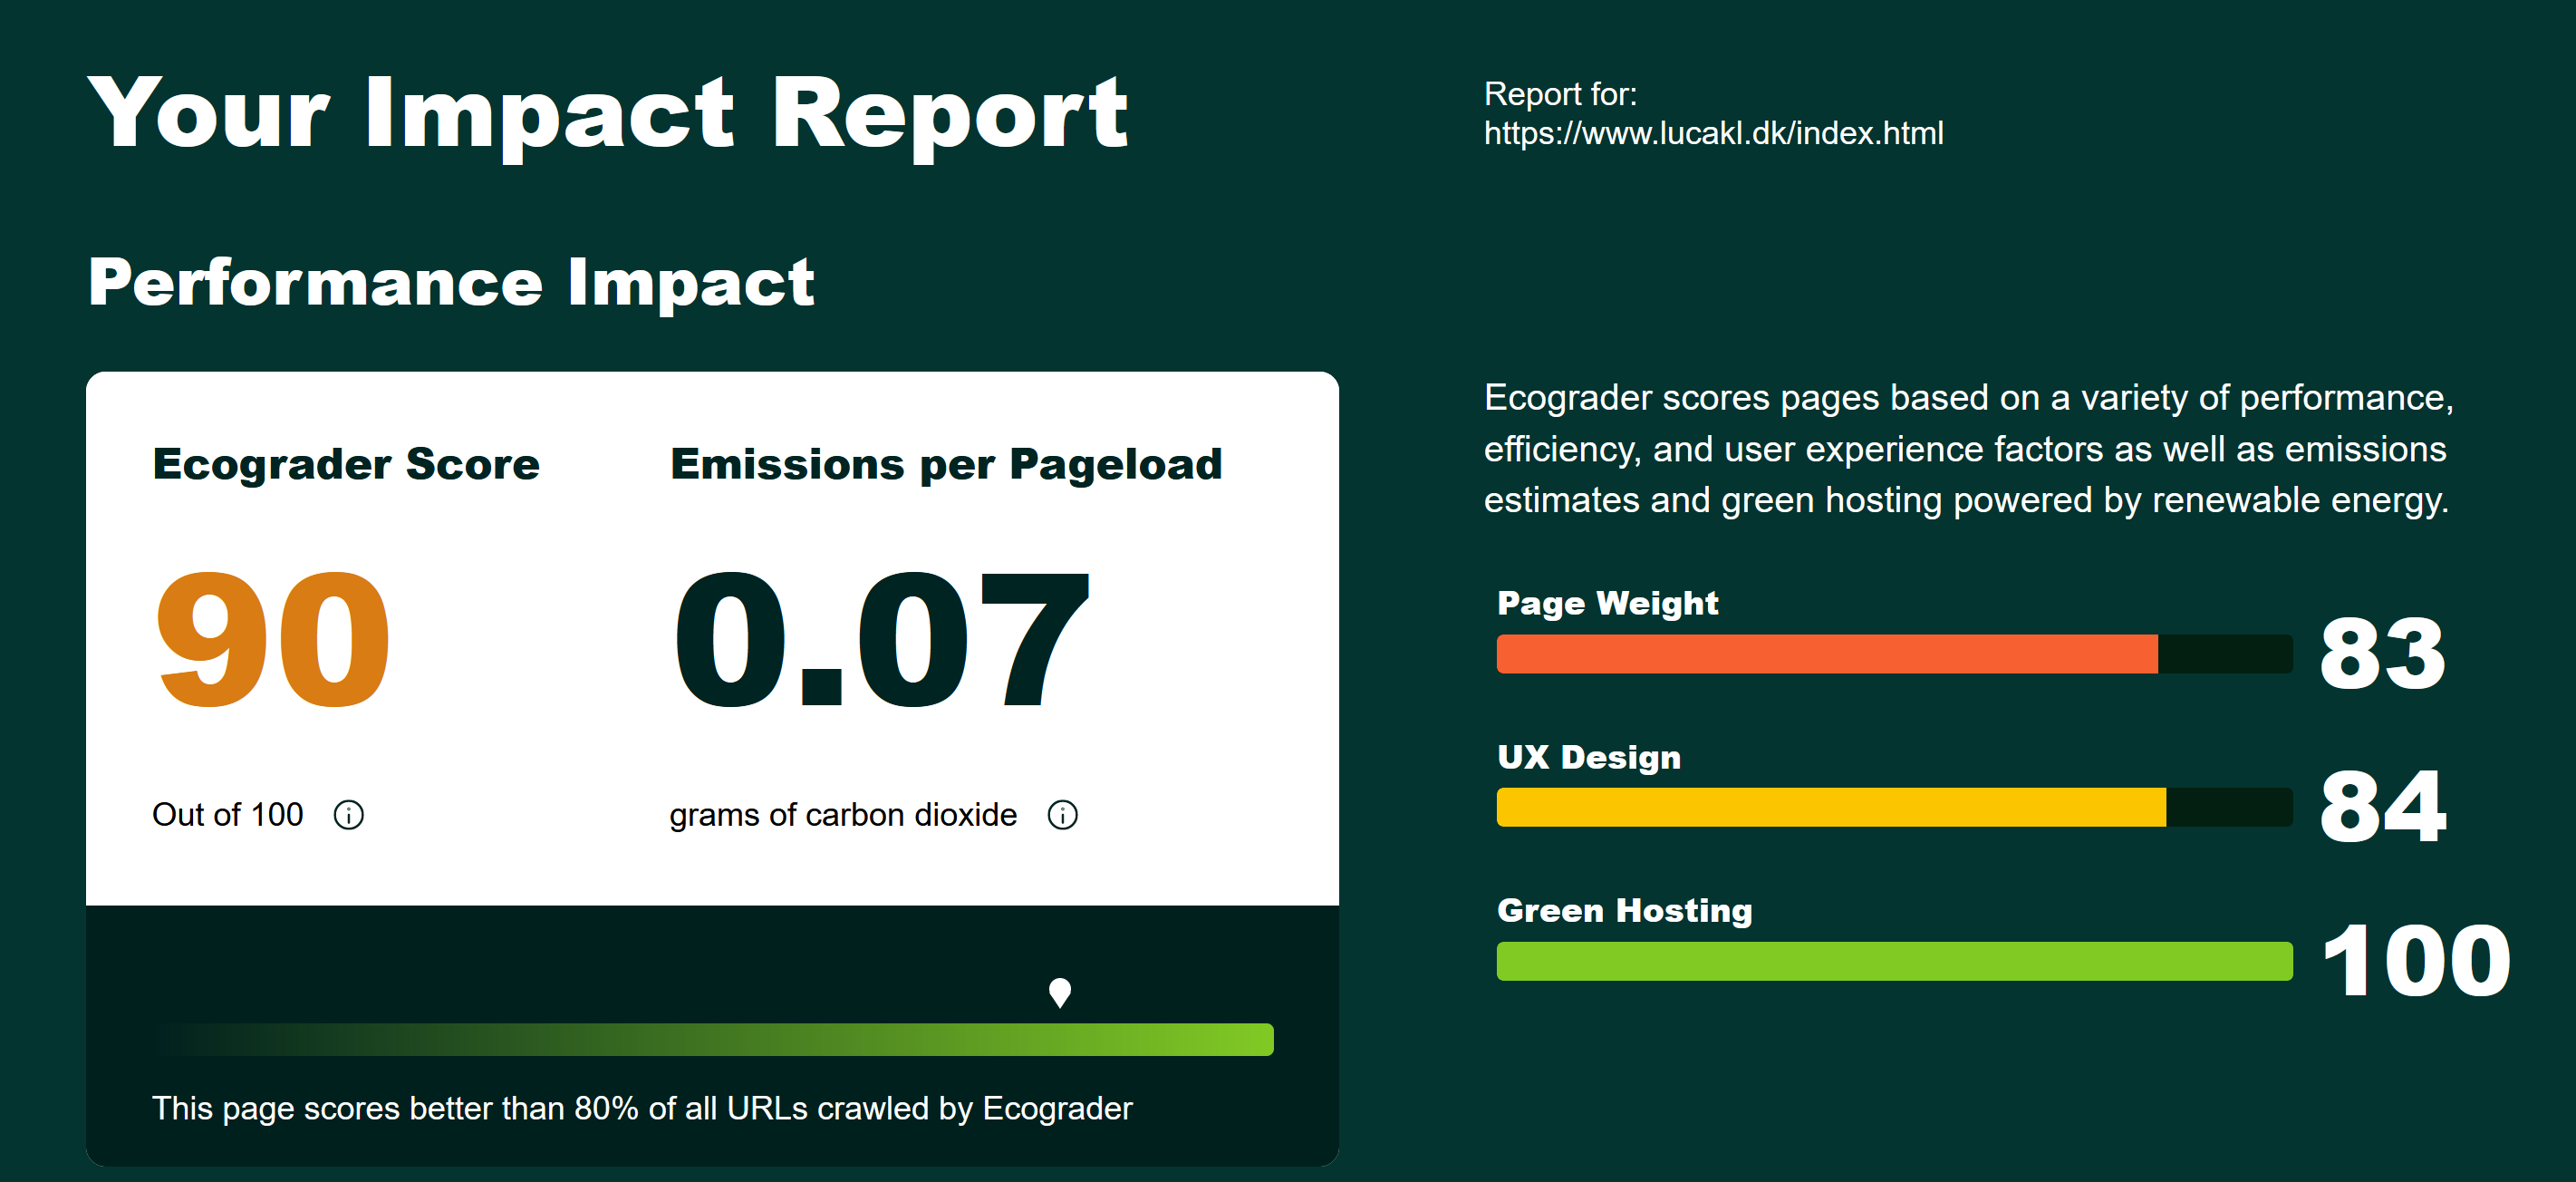 Your Impact Report
Report for:
https://www.lucakl.dk/index.html
Performance Impact
Ecograder Score
90
Out of 100
Emissions per Pageload
0.07
grams of carbon dioxide
This page scores better than 80% of all URLs crawled by Ecograder
Ecograder scores pages based on a variety of performance,
efficiency, and user experience factors as well as emissions
estimates and green hosting powered by renewable energy.
Page Weight
83
UX Design
84
Green Hosting
100